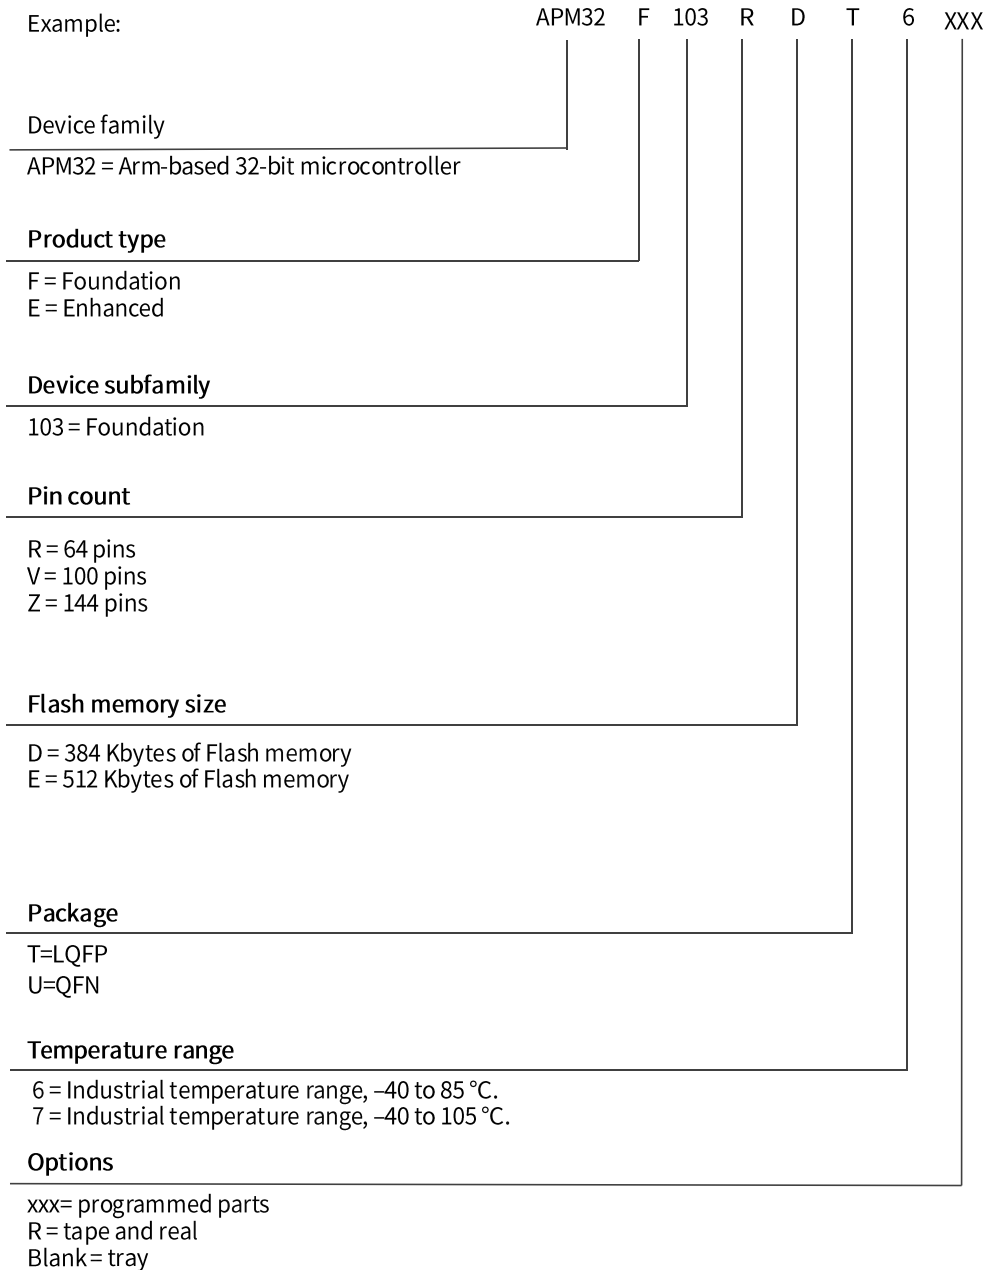 Example: APM32 F 103 R D T 6 XXX
Device family
APM32 = Arm-based 32-bit microcontroller
Product type
F = Foundation
E = Enhanced
Device subfamily
103 = Foundation
Pin count
R = 64 pins
V = 100 pins
Z = 144 pins
Flash memory size
D = 384 Kbytes of Flash memory
E = 512 Kbytes of Flash memory
Package
T=LQFP
U=QFN
Temperature range
6 = Industrial temperature range, –40 to 85 °C.
7 = Industrial temperature range, –40 to 105 °C.
Options
xxx= programmed parts
R = tape and real
Blank = tray